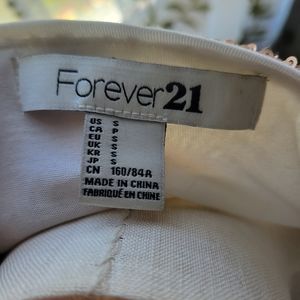 Forever21
US S
CA P
EU S
UK S
KR S
JP S
CN 160/84A
MADE IN CHINA
FABRIQUÉ EN CHINE